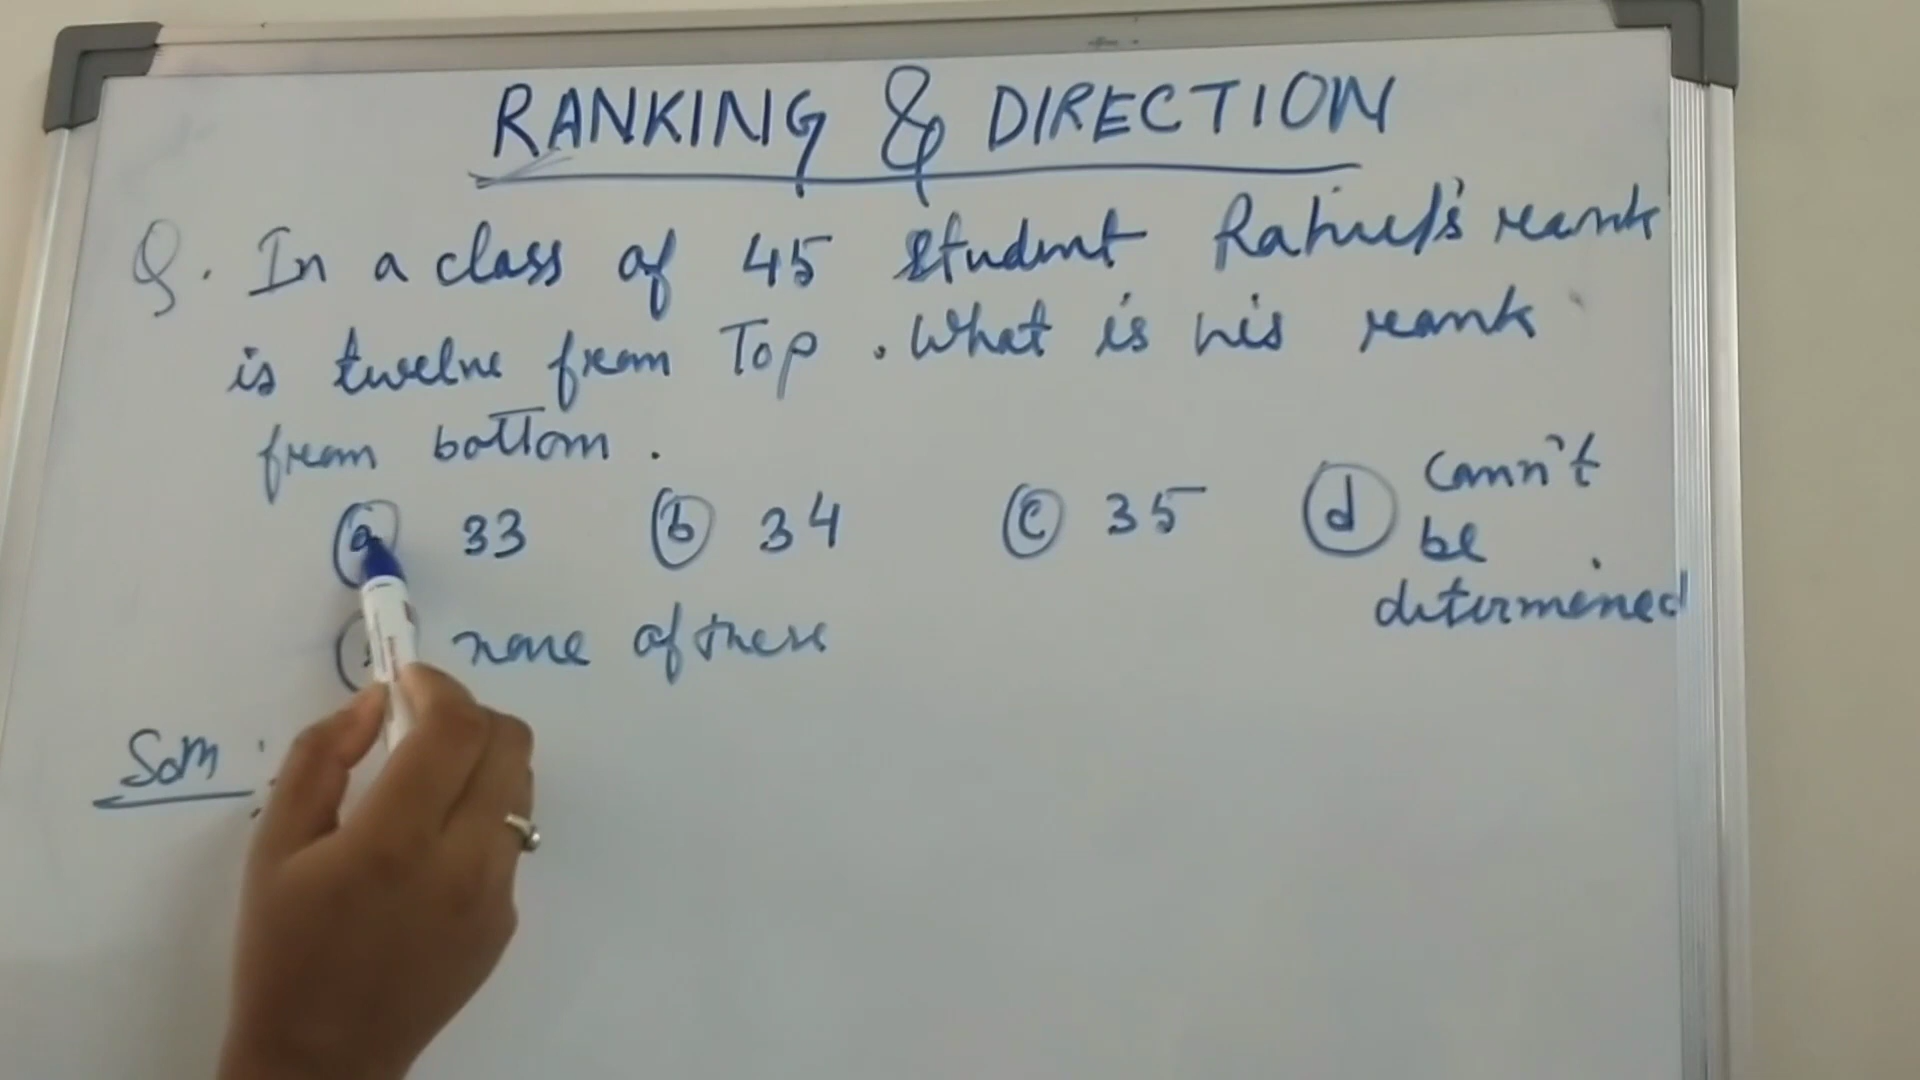 RANKING & DIRECTION
Q. In a class of 45 student Rahul's rank
is twelve from Top. What is his rank
from bottom.
(a) 33 (b) 34 (c) 35 (d) cann't
be
determined
none of these
Soln :